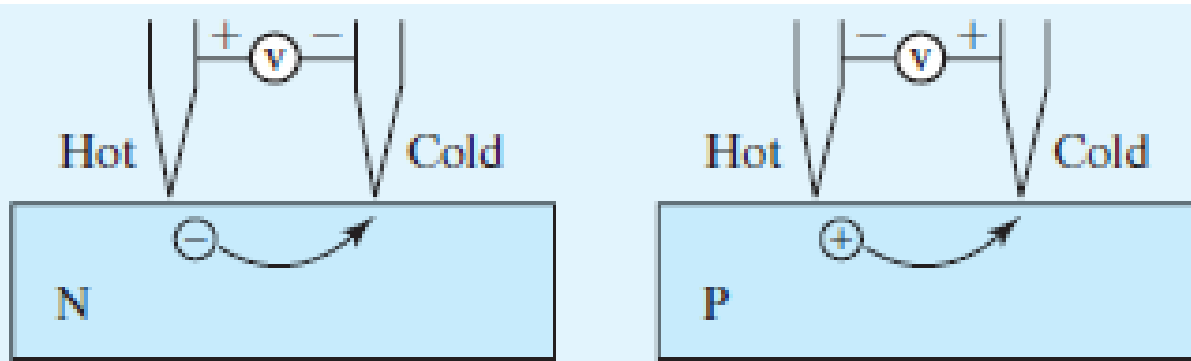 + V −
− V +
Hot Cold
Hot Cold
−
+
N
P